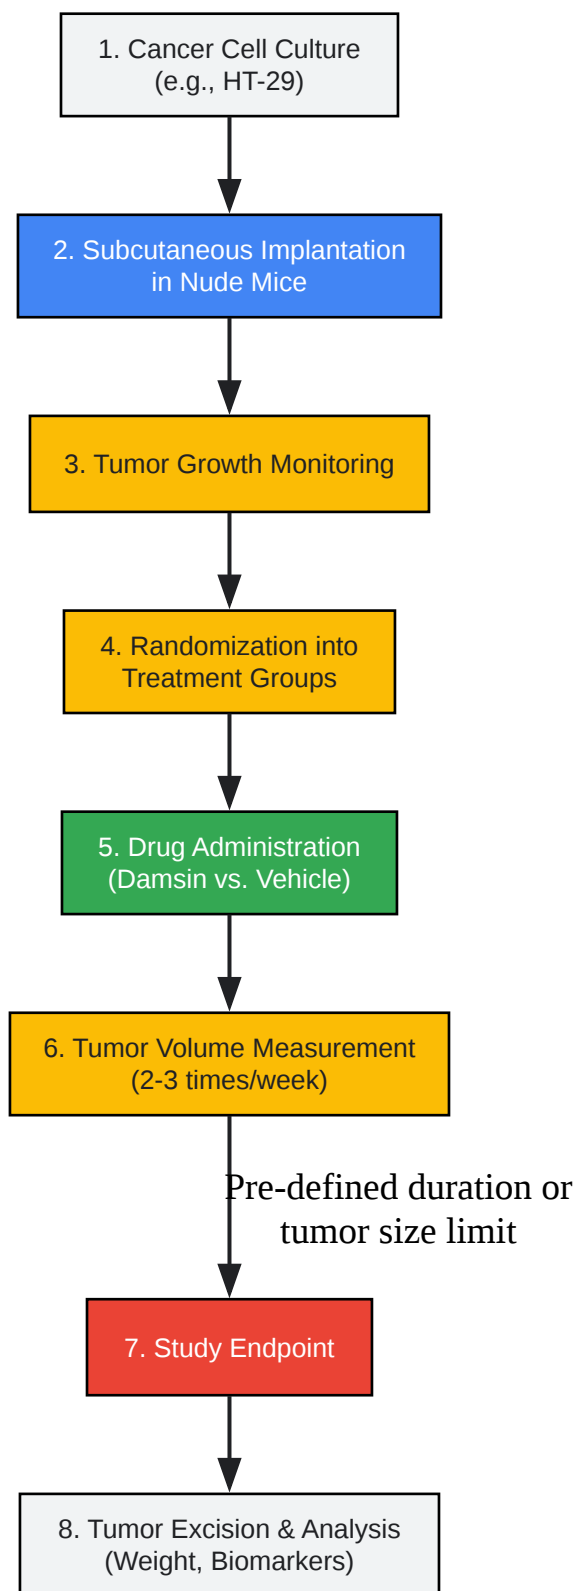 1. Cancer Cell Culture
(e.g., HT-29)
2. Subcutaneous Implantation
in Nude Mice
3. Tumor Growth Monitoring
4. Randomization into
Treatment Groups
5. Drug Administration
(Damsin vs. Vehicle)
6. Tumor Volume Measurement
(2-3 times/week)
Pre-defined duration or
tumor size limit
7. Study Endpoint
8. Tumor Excision & Analysis
(Weight, Biomarkers)